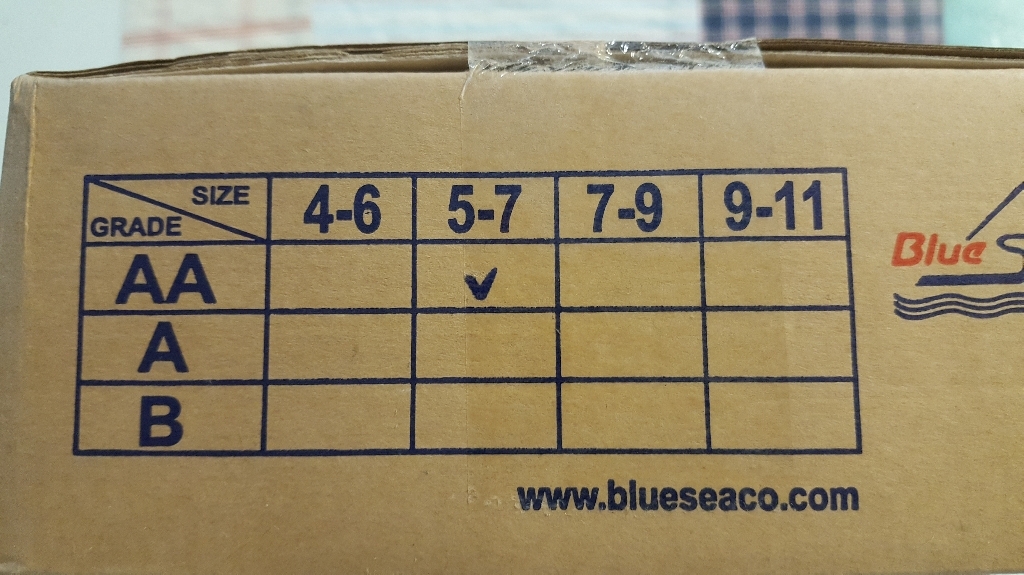 SIZE
GRADE
4-6 5-7 7-9 9-11
AA ✓
A
B
Blue
www.blueseaco.com